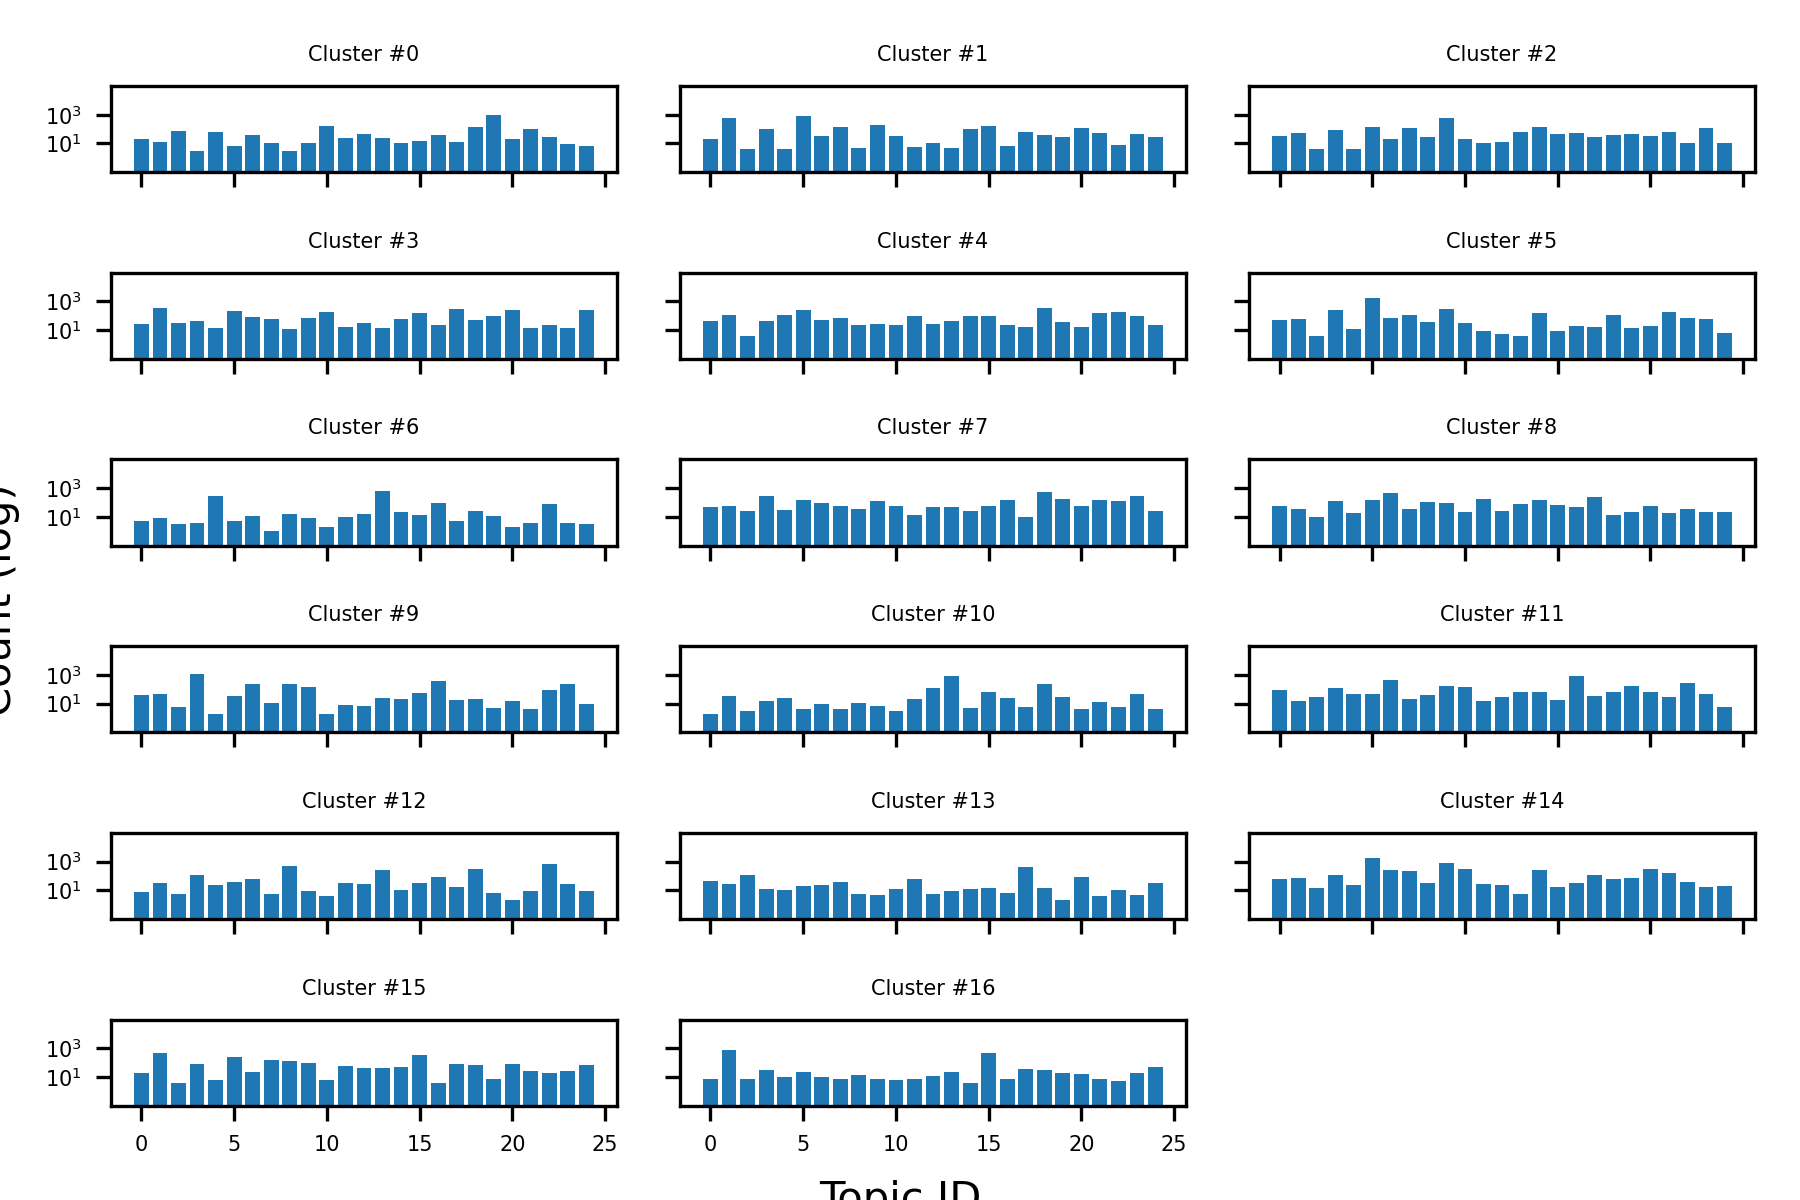 Cluster #0 Cluster #1 Cluster #2
10³
10¹
Cluster #3 Cluster #4 Cluster #5
10³
10¹
Cluster #6 Cluster #7 Cluster #8
10³
10¹
Cluster #9 Cluster #10 Cluster #11
10³
10¹
Cluster #12 Cluster #13 Cluster #14
10³
10¹
Cluster #15 Cluster #16
10³
10¹
0 5 10 15 20 25 0 5 10 15 20 25
Count (log)
Topic ID